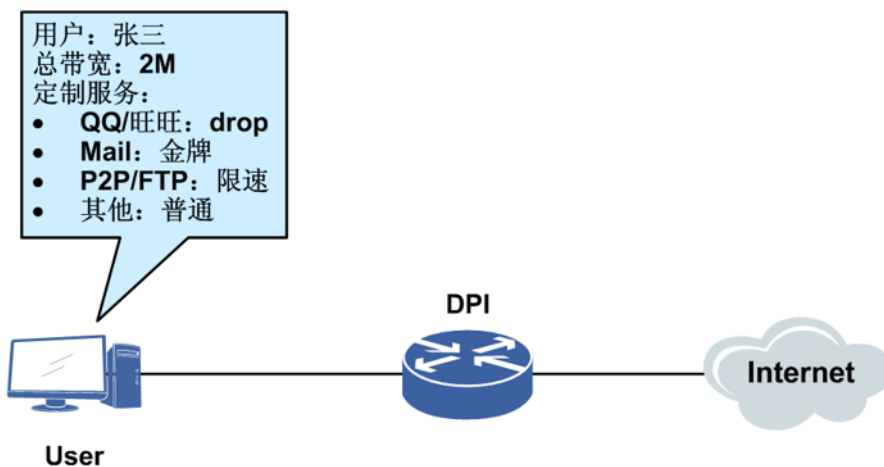 用户：张三
总带宽：2M
定制服务：
• QQ/旺旺：drop
• Mail：金牌
• P2P/FTP：限速
• 其他：普通
DPI
Internet
User